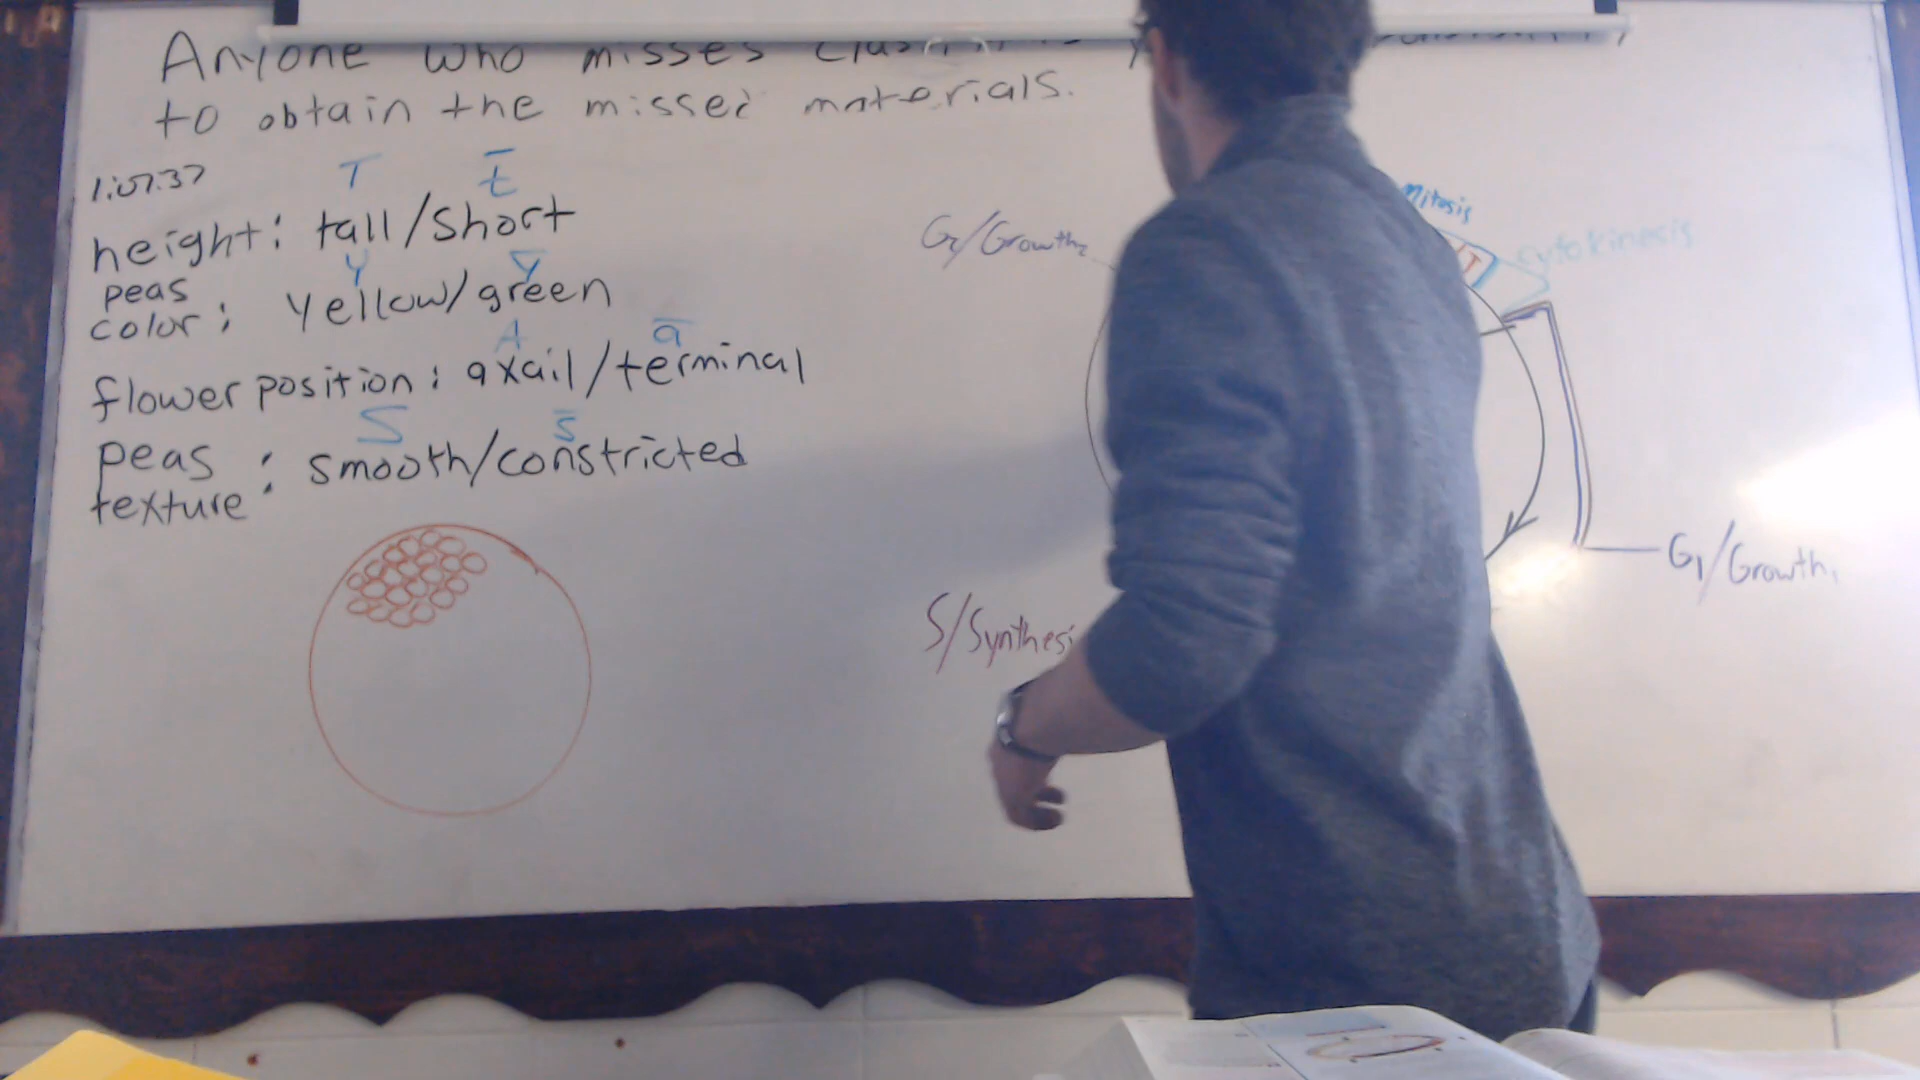 Anyone who misses
to obtain the missed materials.
1:07:37
T t̄
height: tall/short
Y ȳ
peas
color: yellow/green
A ā
flower position: axail/terminal
S s̄
peas
texture: smooth/constricted
Mitosis
G2/Growth2
cytokinesis
G1/Growth1
S/Synthesi